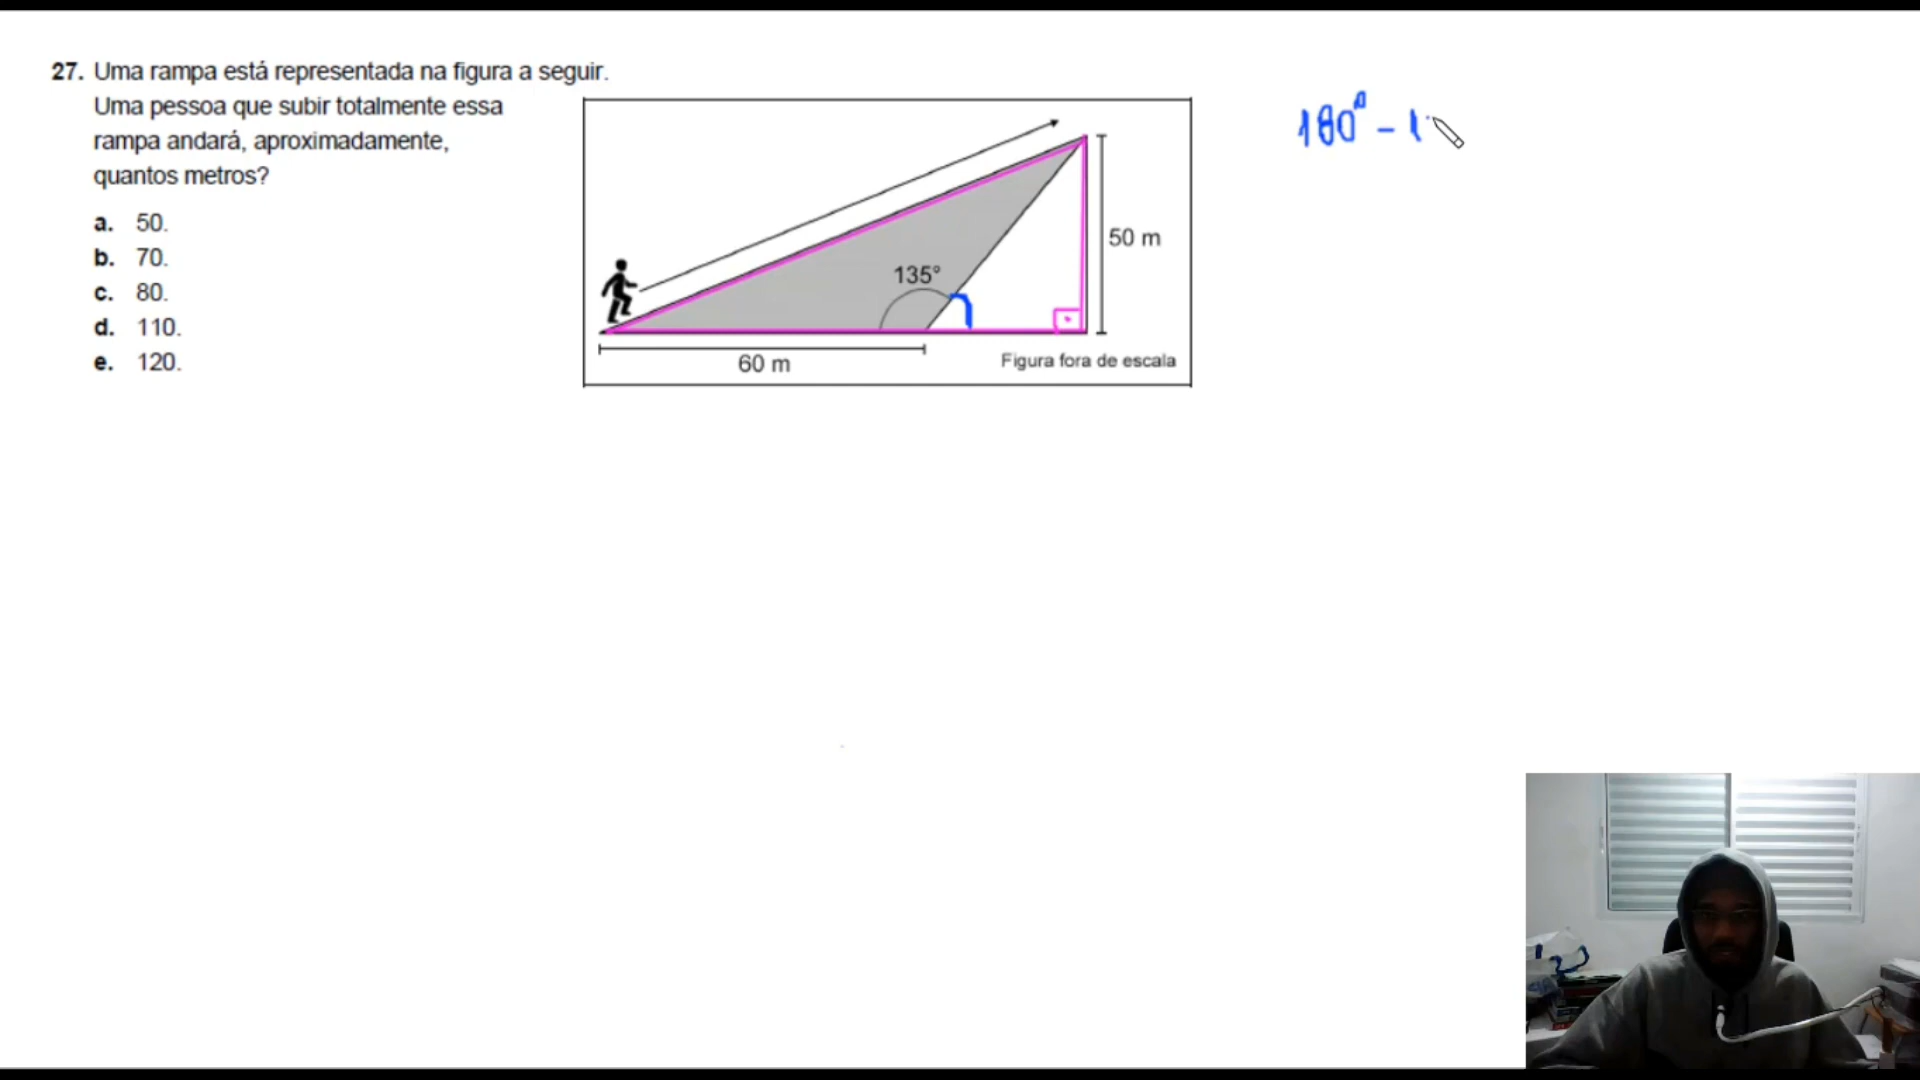 27. Uma rampa está representada na figura a seguir.
Uma pessoa que subir totalmente essa
rampa andará, aproximadamente,
quantos metros?
a. 50.
b. 70.
c. 80.
d. 110.
e. 120.
135°
50 m
60 m
Figura fora de escala
180° - 1